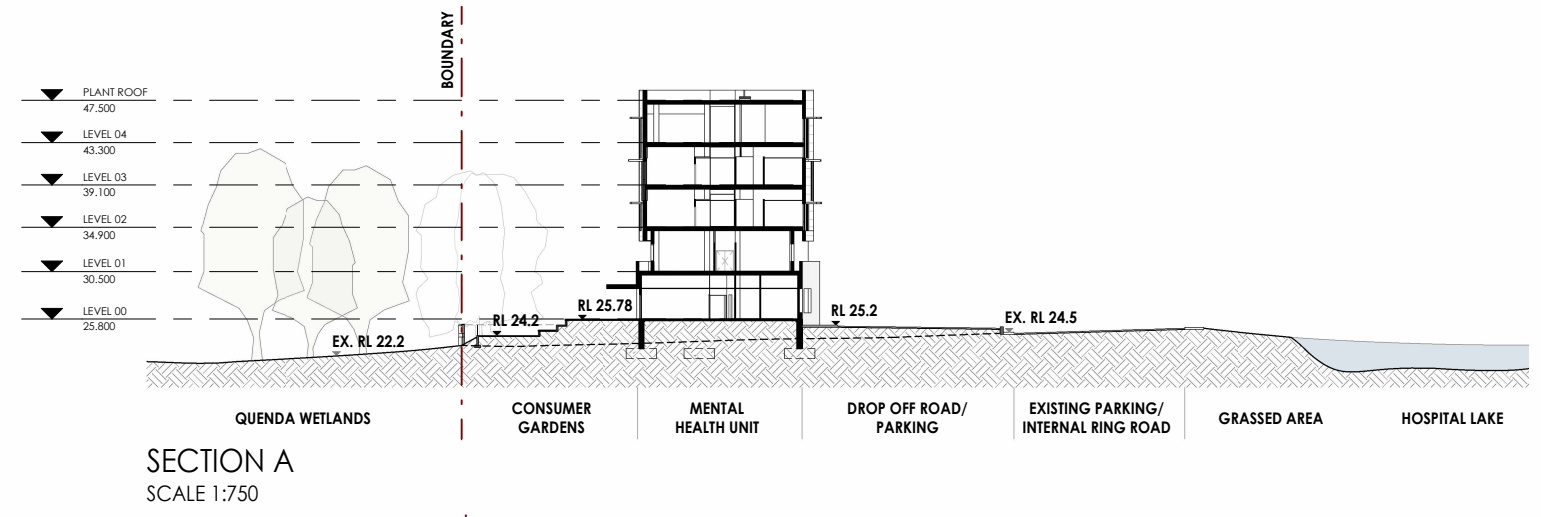 BOUNDARY
PLANT ROOF
47.500
LEVEL 04
43.300
LEVEL 03
39.100
LEVEL 02
34.900
LEVEL 01
30.500
LEVEL 00
25.800
EX. RL 22.2
RL 24.2
RL 25.78
RL 25.2
EX. RL 24.5
QUENDA WETLANDS
CONSUMER
GARDENS
MENTAL
HEALTH UNIT
DROP OFF ROAD/
PARKING
EXISTING PARKING/
INTERNAL RING ROAD
GRASSED AREA
HOSPITAL LAKE
SECTION A
SCALE 1:750